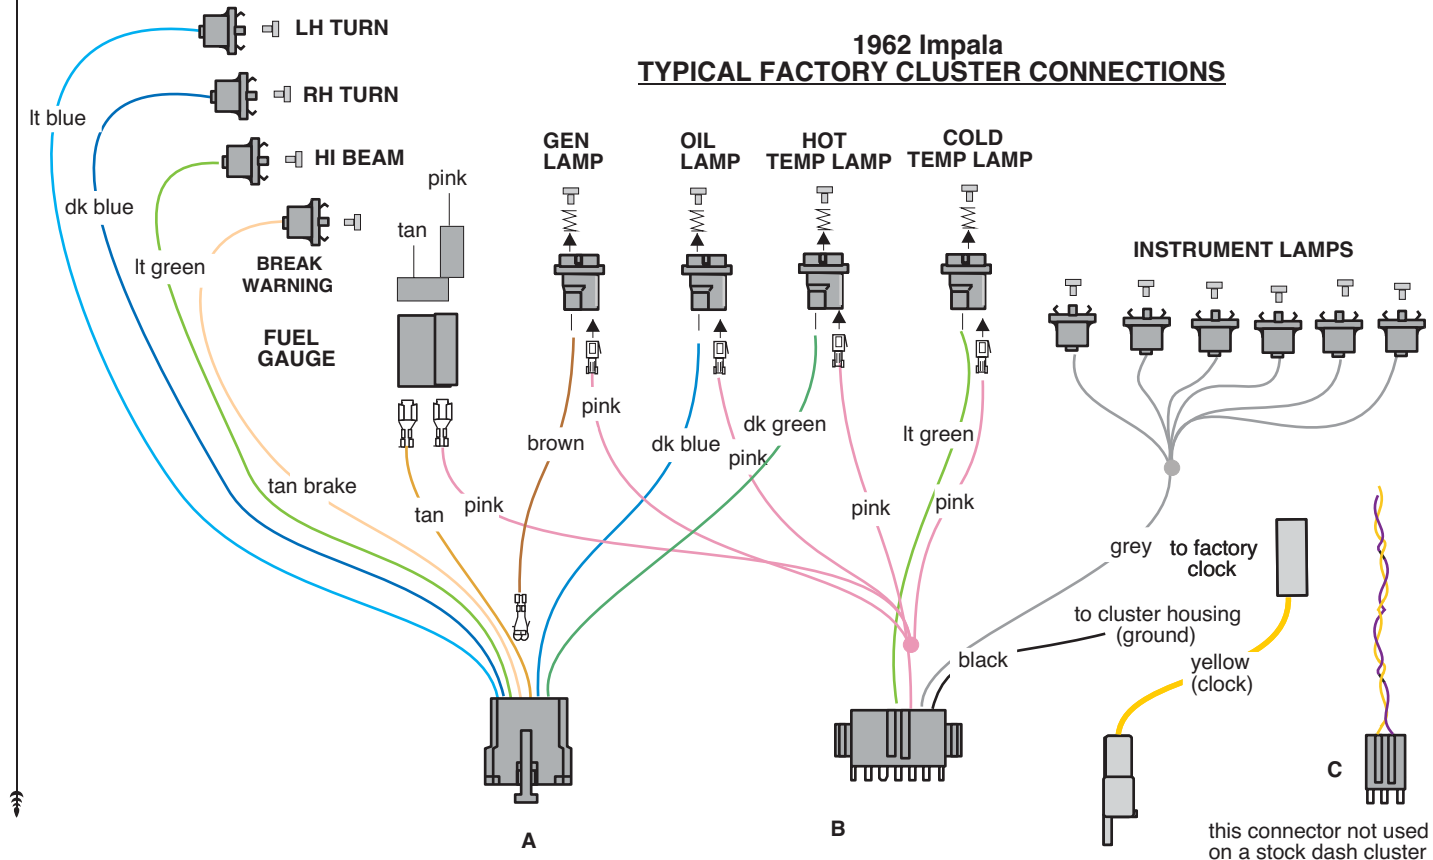 1962 Impala
TYPICAL FACTORY CLUSTER CONNECTIONS
LH TURN
RH TURN
HI BEAM
BREAK
WARNING
lt blue
dk blue
lt green
tan brake
pink
tan
FUEL
GAUGE
tan
pink
GEN
LAMP
OIL
LAMP
HOT
TEMP LAMP
COLD
TEMP LAMP
brown
pink
dk blue
pink
dk green
pink
lt green
pink
INSTRUMENT LAMPS
grey
to factory
clock
to cluster housing
(ground)
black
yellow
(clock)
A
B
C
this connector not used
on a stock dash cluster